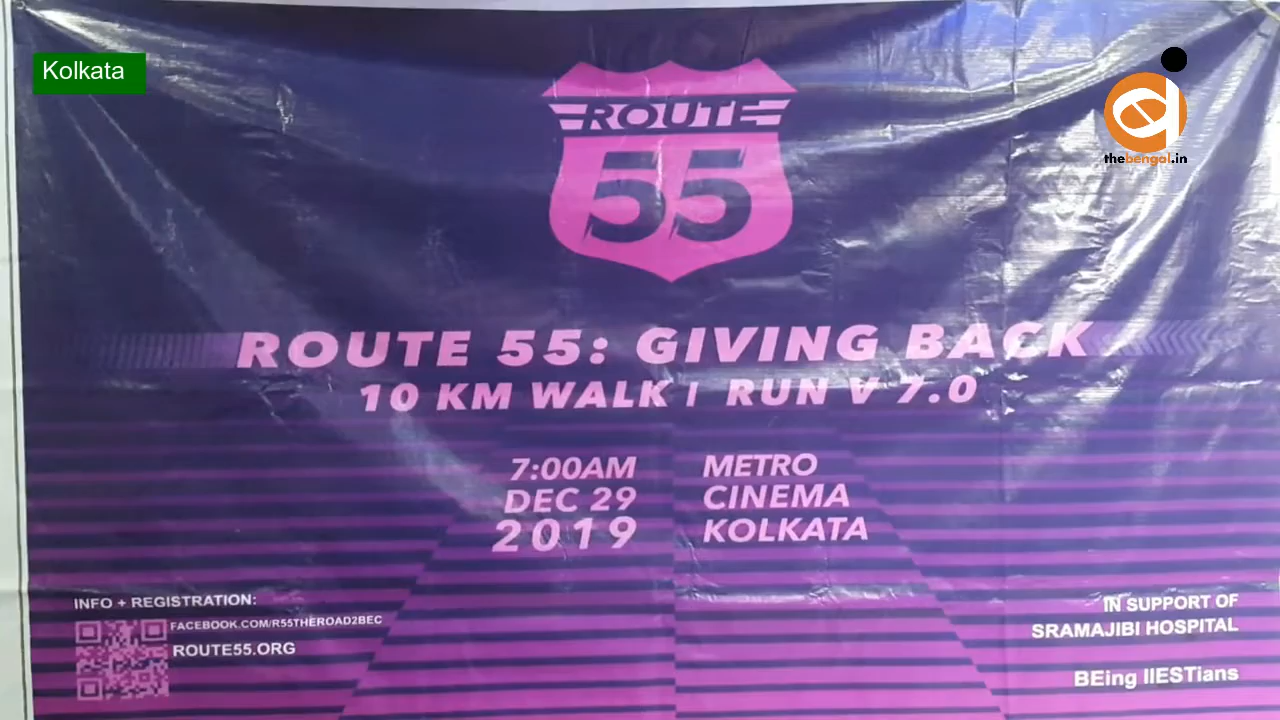 Kolkata
thebengal.in
ROUTE
55
ROUTE 55: GIVING BACK
10 KM WALK | RUN V 7.0
7:00AM
DEC 29
2019
METRO
CINEMA
KOLKATA
INFO + REGISTRATION:
FACEBOOK.COM/R55THEROAD2BEC
ROUTE55.ORG
IN SUPPORT OF
SRAMAJIBI HOSPITAL
BEing IIESTians